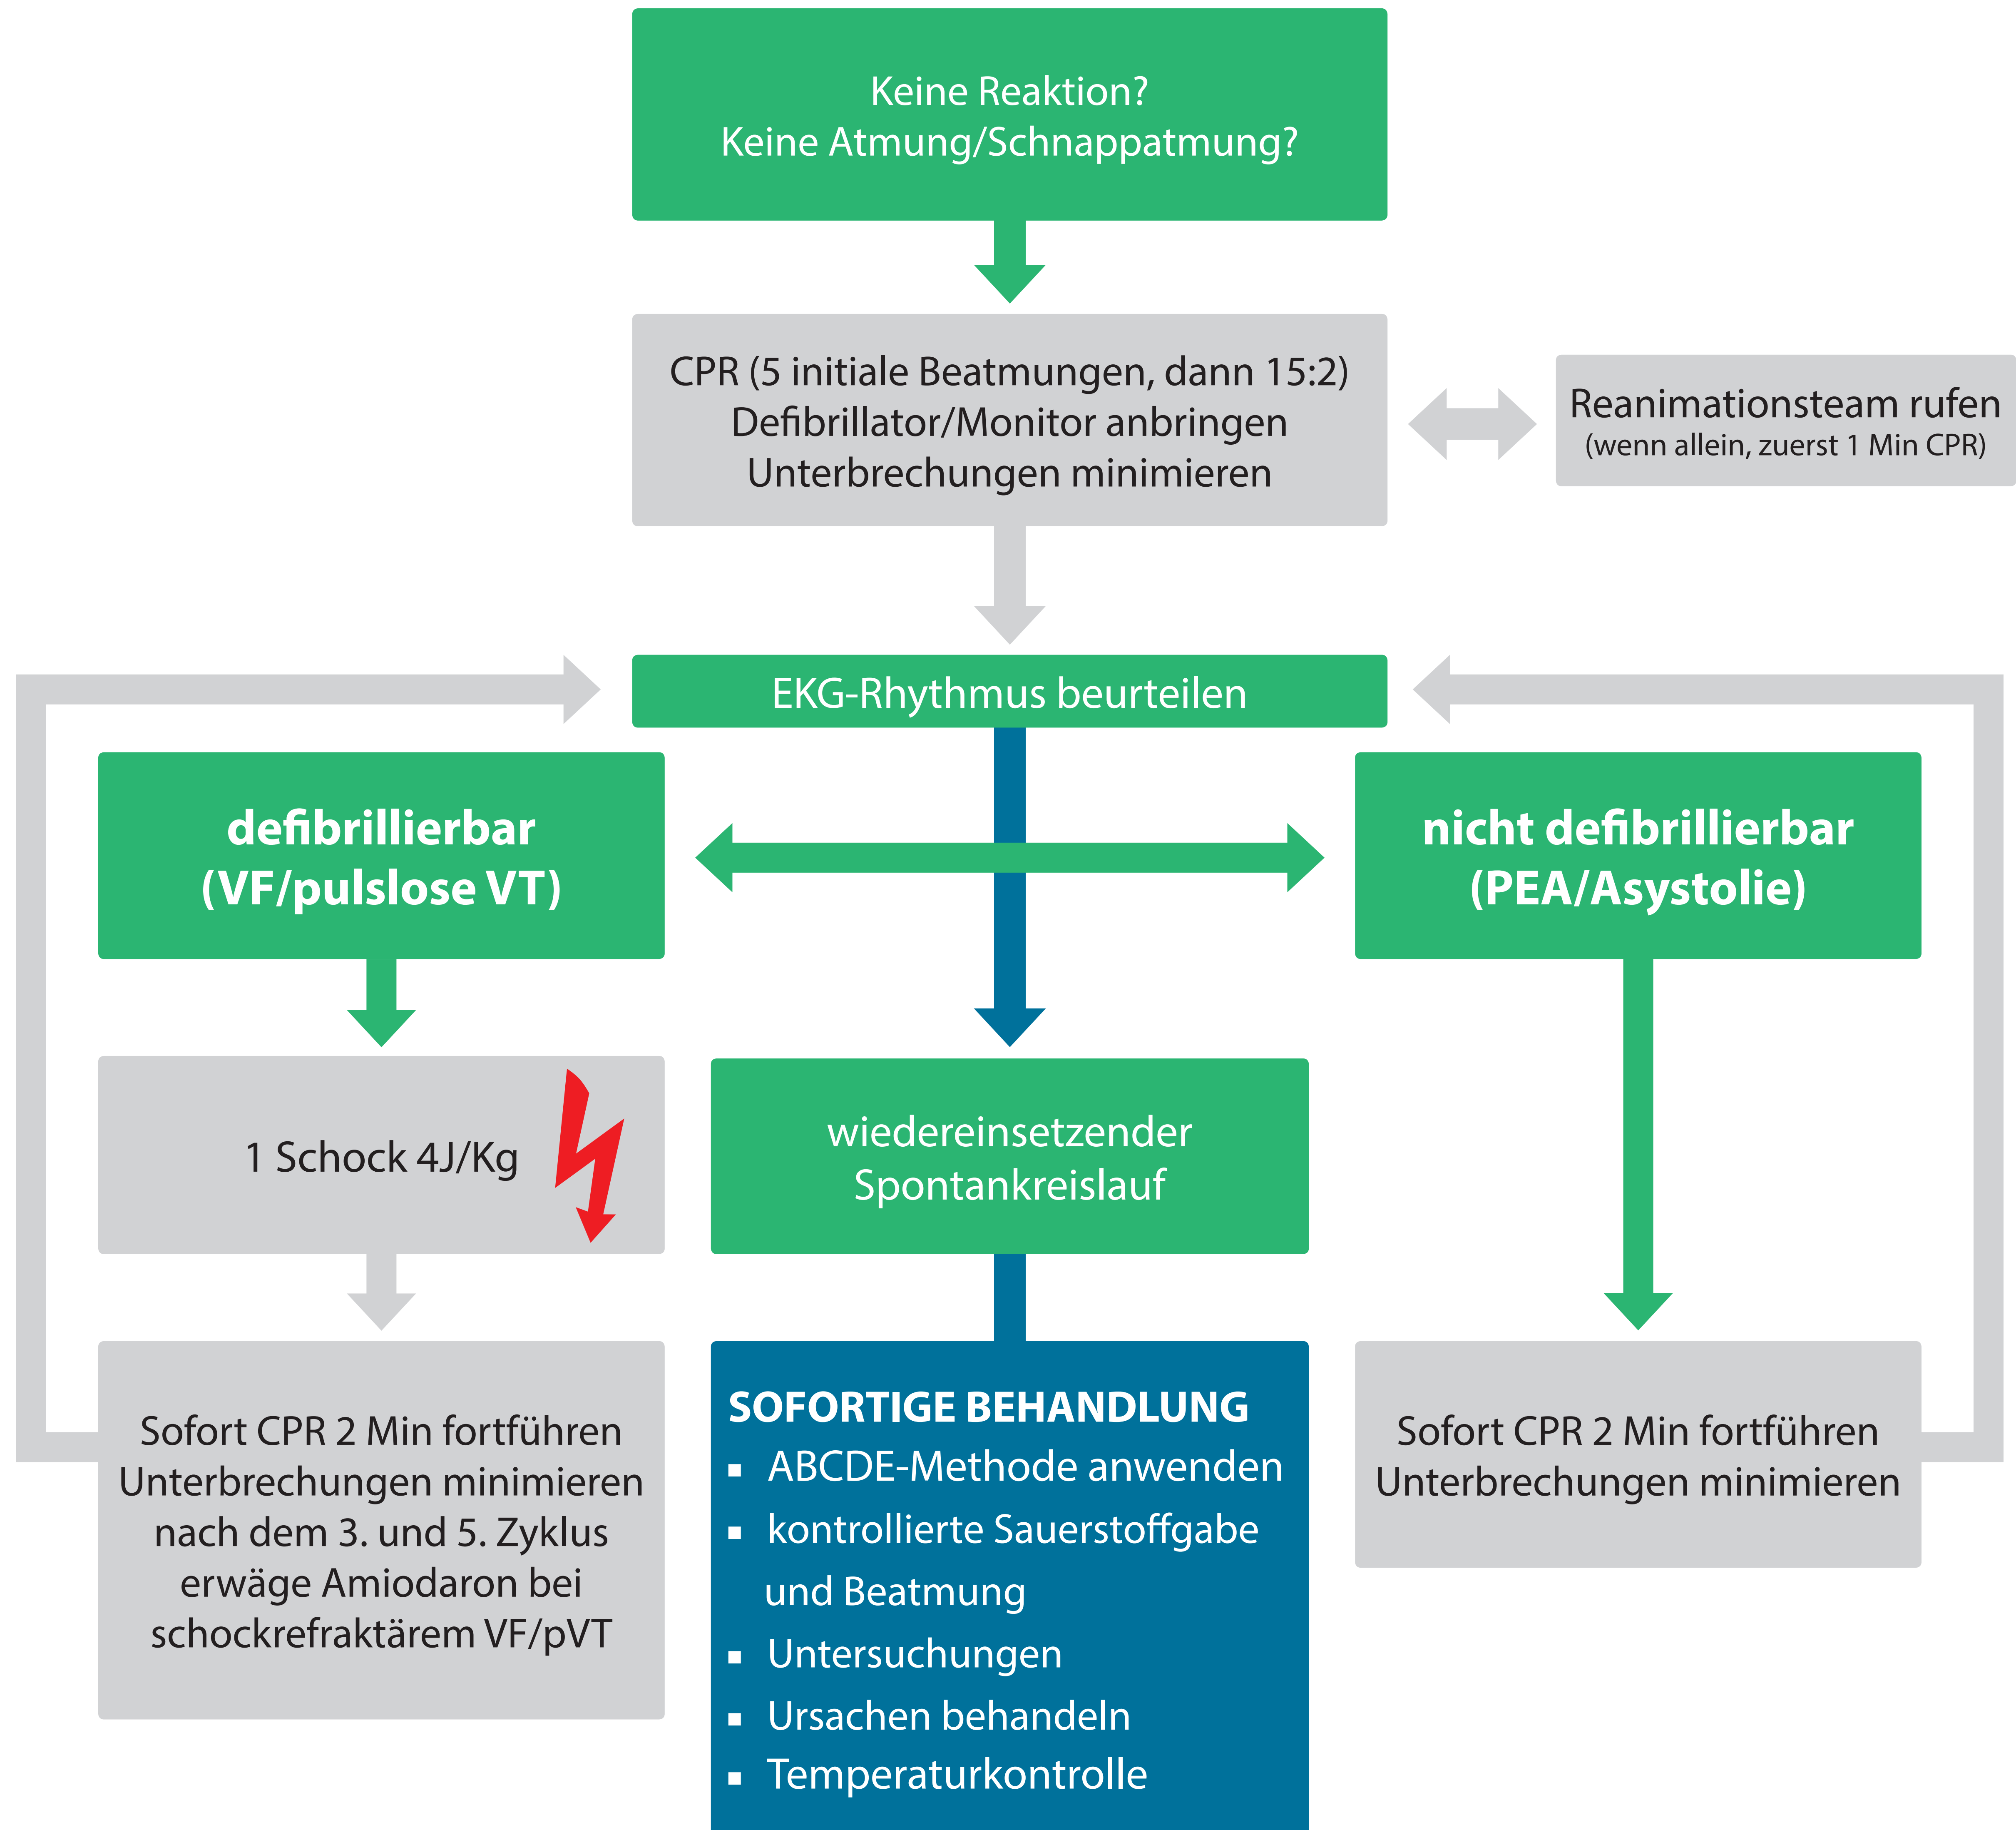 Keine Reaktion?
Keine Atmung/Schnappatmung?
CPR (5 initiale Beatmungen, dann 15:2)
Defibrillator/Monitor anbringen
Unterbrechungen minimieren
Reanimationsteam rufen
(wenn allein, zuerst 1 Min CPR)
EKG-Rhythmus beurteilen
defibrillierbar
(VF/pulslose VT)
nicht defibrillierbar
(PEA/Asystolie)
1 Schock 4J/Kg
wiedereinsetzender
Spontankreislauf
Sofort CPR 2 Min fortführen
Unterbrechungen minimieren
nach dem 3. und 5. Zyklus
erwäge Amiodaron bei
schockrefraktärem VF/pVT
SOFORTIGE BEHANDLUNG
▪ ABCDE-Methode anwenden
▪ kontrollierte Sauerstoffgabe
und Beatmung
▪ Untersuchungen
▪ Ursachen behandeln
▪ Temperaturkontrolle
Sofort CPR 2 Min fortführen
Unterbrechungen minimieren